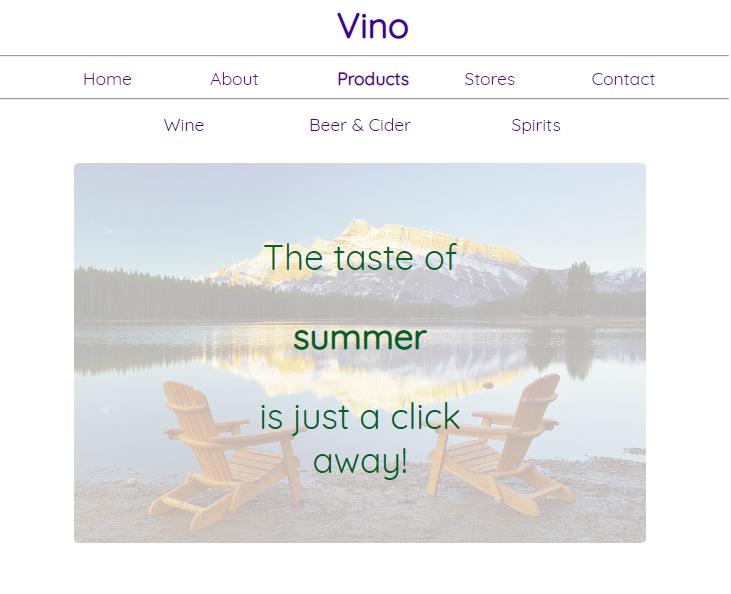 Vino
Home About Products Stores Contact
Wine Beer & Cider Spirits
The taste of
summer
is just a click
away!